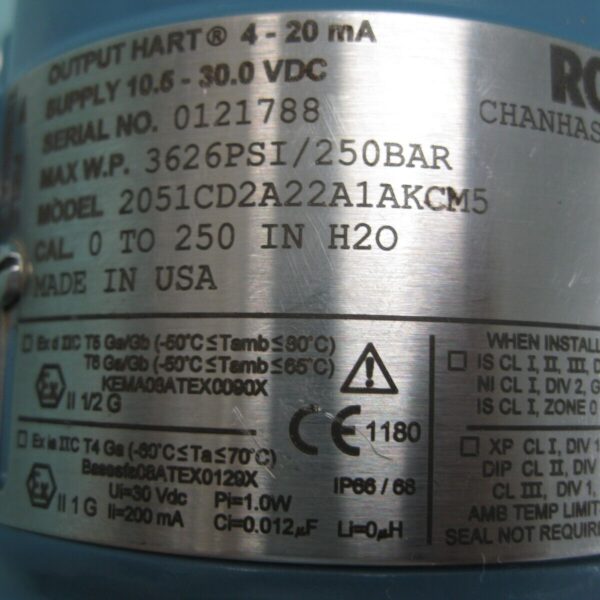 OUTPUT HART® 4 - 20 mA
SUPPLY 10.5 - 30.0 VDC
SERIAL NO. 0121788
MAX W.P. 3626PSI/250BAR
MODEL 2051CD2A22A1AKCM5
CAL. 0 TO 250 IN H2O
MADE IN USA
RO
CHANHAS
Ex d IIC T5 Ga/Gb (-50°C ≤ Tamb ≤ 80°C)
T6 Ga/Gb (-50°C ≤ Tamb ≤ 65°C)
KEMA08ATEX0090X
Ex II 1/2 G
CE 1180
Ex ia IIC T4 Ga (-60°C ≤ Ta ≤ 70°C)
Baseefa08ATEX0129X
Ui=30 Vdc Pi=1.0W
Ex II 1 G Ii=200 mA Ci=0.012µF Li=0µH
IP66 / 68
WHEN INSTALL
IS CL I, II, III, D
NI CL I, DIV 2, G
IS CL I, ZONE 0
XP CL I, DIV 1
DIP CL II, DIV
CL III, DIV 1,
AMB TEMP LIMIT
SEAL NOT REQUIRE